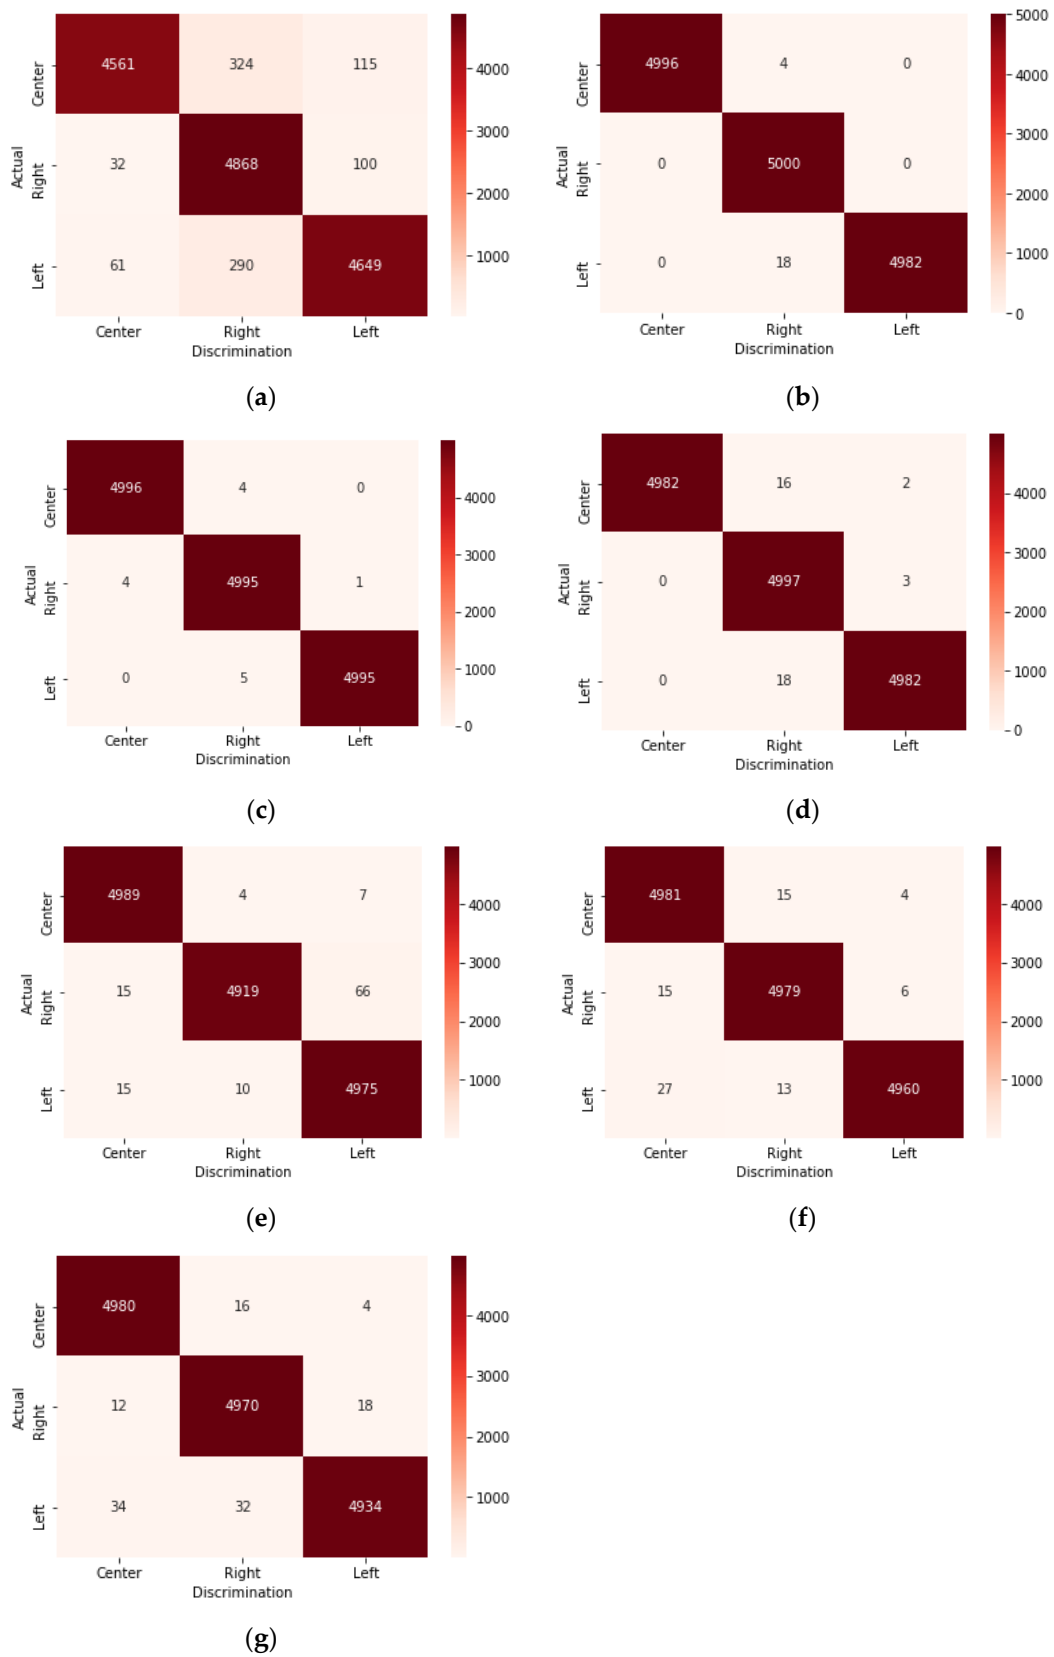 4561 324 115
32 4868 100
61 290 4649
Center
Right
Left
Actual
Center Right Left
Discrimination
4000
3000
2000
1000
(a)
4996 4 0
0 5000 0
0 18 4982
Center
Right
Left
Actual
Center Right Left
Discrimination
5000
4000
3000
2000
1000
0
(b)
4996 4 0
4 4995 1
0 5 4995
Center
Right
Left
Actual
Center Right Left
Discrimination
4000
3000
2000
1000
0
(c)
4982 16 2
0 4997 3
0 18 4982
Center
Right
Left
Actual
Center Right Left
Discrimination
4000
3000
2000
1000
0
(d)
4989 4 7
15 4919 66
15 10 4975
Center
Right
Left
Actual
Center Right Left
Discrimination
4000
3000
2000
1000
(e)
4981 15 4
15 4979 6
27 13 4960
Center
Right
Left
Actual
Center Right Left
Discrimination
4000
3000
2000
1000
(f)
4980 16 4
12 4970 18
34 32 4934
Center
Right
Left
Actual
Center Right Left
Discrimination
4000
3000
2000
1000
(g)